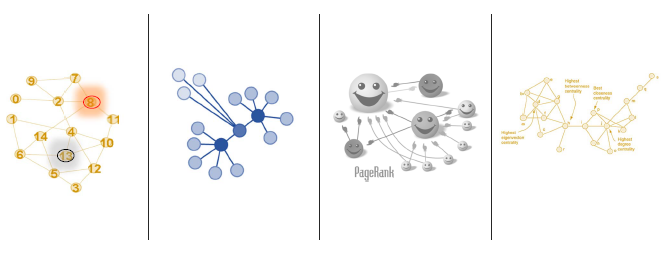 9
7
0
2
8
1
11
4
14
10
6
13
5
12
3
PageRank
Highest
betweenness
centrality
Best
closeness
centrality
Highest
eigenvector
centrality
Highest
degree
centrality